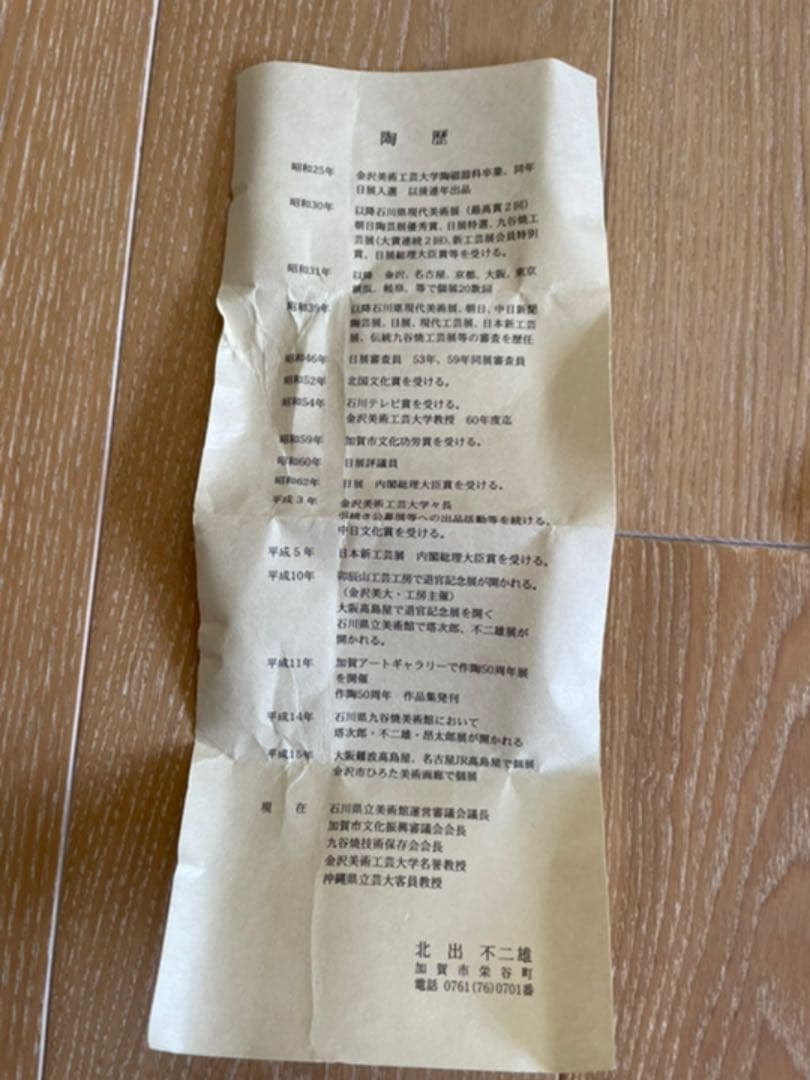 陶 歴
昭和25年 金沢美術工芸大学陶磁器科卒業、同年
日展入選 以後連年出品
昭和30年 以降石川県現代美術展(最高賞2回)
朝日陶芸展優秀賞、日展特選、九谷焼工
芸展(大賞連続2回)、新工芸展会員特別
賞、日展総理大臣賞等を受ける。
昭和31年 以降 金沢、名古屋、京都、大阪、東京
横浜、岐阜、等で個展20数回
昭和39年 以降石川県現代美術展、朝日、中日新聞
陶芸展、日展、現代工芸展、日本新工芸
展、伝統九谷焼工芸展等の審査を歴任
昭和46年 日展審査員 53年、59年同展審査員
昭和52年 北国文化賞を受ける。
昭和54年 石川テレビ賞を受ける。
金沢美術工芸大学教授 60年度迄
昭和59年 加賀市文化功労賞を受ける。
昭和60年 日展評議員
昭和62年 日展 内閣総理大臣賞を受ける。
平成3年 金沢美術工芸大学々長
引続き公募展等への出品活動等を続ける。
中日文化賞を受ける。
平成5年 日本新工芸展 内閣総理大臣賞を受ける。
平成10年 卯辰山工芸工房で退官記念展が開かれる。
(金沢美大・工房主催)
大阪高島屋で退官記念展を開く
石川県立美術館で塔次郎、不二雄展が
開かれる。
平成11年 加賀アートギャラリーで作陶50周年展
を開催
作陶50周年 作品集発刊
平成14年 石川県九谷焼美術館において
塔次郎・不二雄・昂太郎展が開かれる
平成15年 大阪難波高島屋、名古屋JR高島屋で個展
金沢市ひろた美術画廊で個展
現 在 石川県立美術館運営審議会議長
加賀市文化振興審議会会長
九谷焼技術保存会会長
金沢美術工芸大学名誉教授
沖縄県立芸大客員教授
北 出 不二雄
加賀市栄谷町
電話 0761(76)0701番